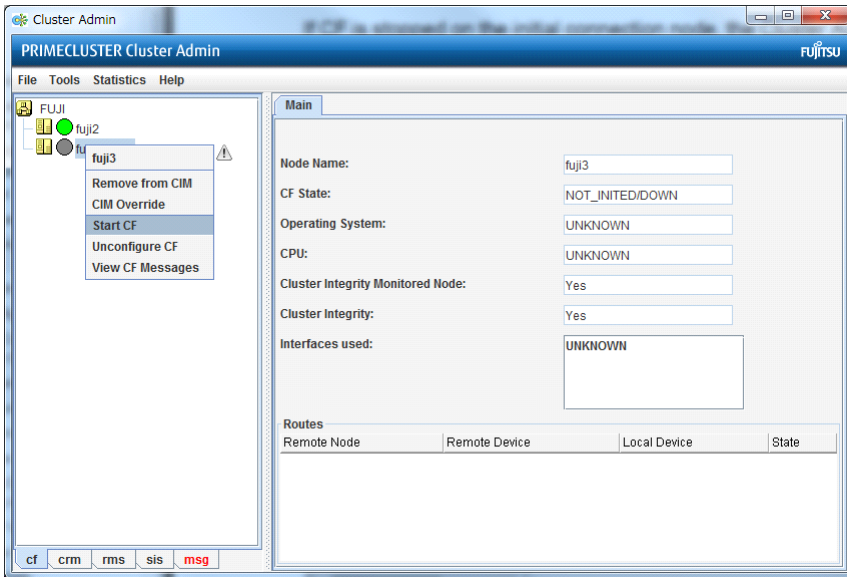 Cluster Admin
If CF is stopped on the initial connection node, the Cluster
PRIMECLUSTER Cluster Admin
FUJITSU
File Tools Statistics Help
FUJI
fuji2
fu
fuji3
Remove from CIM
CIM Override
Start CF
Unconfigure CF
View CF Messages
Main
Node Name:
fuji3
CF State:
NOT_INITED/DOWN
Operating System:
UNKNOWN
CPU:
UNKNOWN
Cluster Integrity Monitored Node:
Yes
Cluster Integrity:
Yes
Interfaces used:
UNKNOWN
Routes
Remote Node Remote Device Local Device State
cf crm rms sis msg